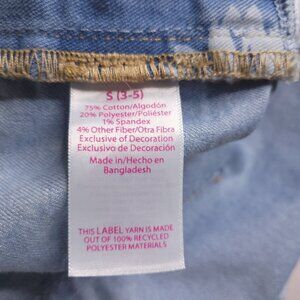 S (3-5)
75% Cotton/Algodón
20% Polyester/Poliéster
1% Spandex
4% Other Fiber/Otra Fibra
Exclusive of Decoration
Exclusivo de Decoración
Made in/Hecho en
Bangladesh
THIS LABEL YARN IS MADE
OUT OF 100% RECYCLED
POLYESTER MATERIALS